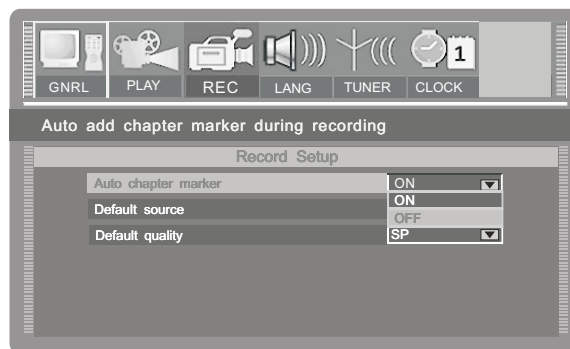 GNRL PLAY REC LANG TUNER CLOCK
1
Auto add chapter marker during recording
Record Setup
Auto chapter marker ON
ON
Default source OFF
Default quality SP